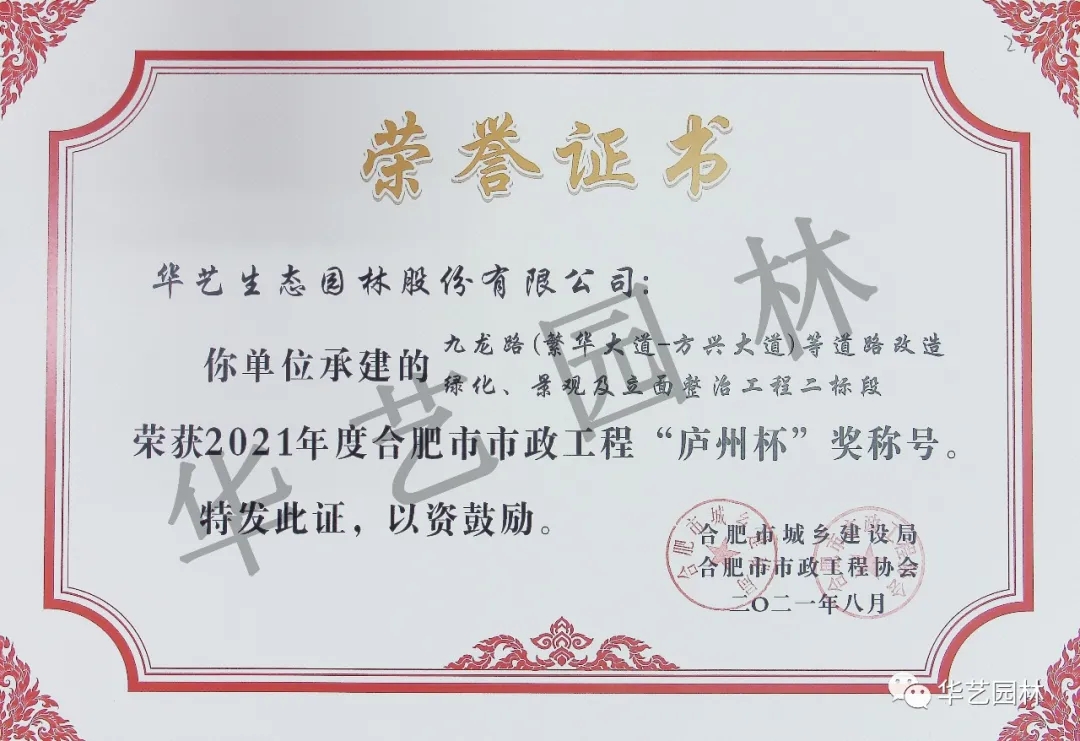 荣誉证书
华艺生态园林股份有限公司:
你单位承建的
九龙路(繁华大道-方兴大道)等道路改造
绿化、景观及立面整治工程二标段
荣获2021年度合肥市市政工程“庐州杯”奖称号。
特发此证，以资鼓励。
合肥市城乡建设局
合肥市市政工程协会
二〇二一年八月
华艺园林
华艺园林